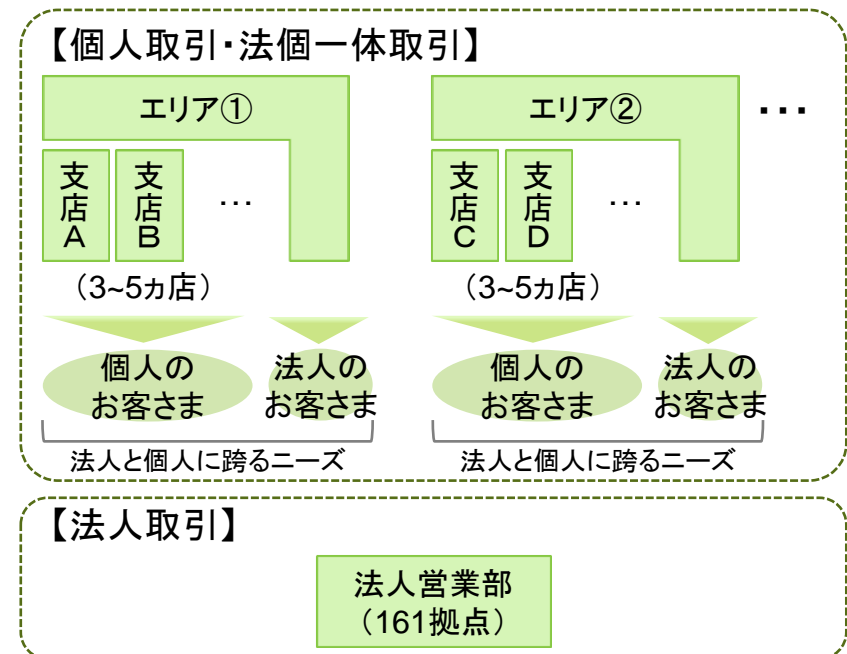 【個人取引・法個一体取引】
エリア①
支店A
支店B
…
(3~5ヵ店)
個人の
お客さま
法人の
お客さま
法人と個人に跨るニーズ
エリア②
・・・
支店C
支店D
…
(3~5ヵ店)
個人の
お客さま
法人の
お客さま
法人と個人に跨るニーズ
【法人取引】
法人営業部
(161拠点)